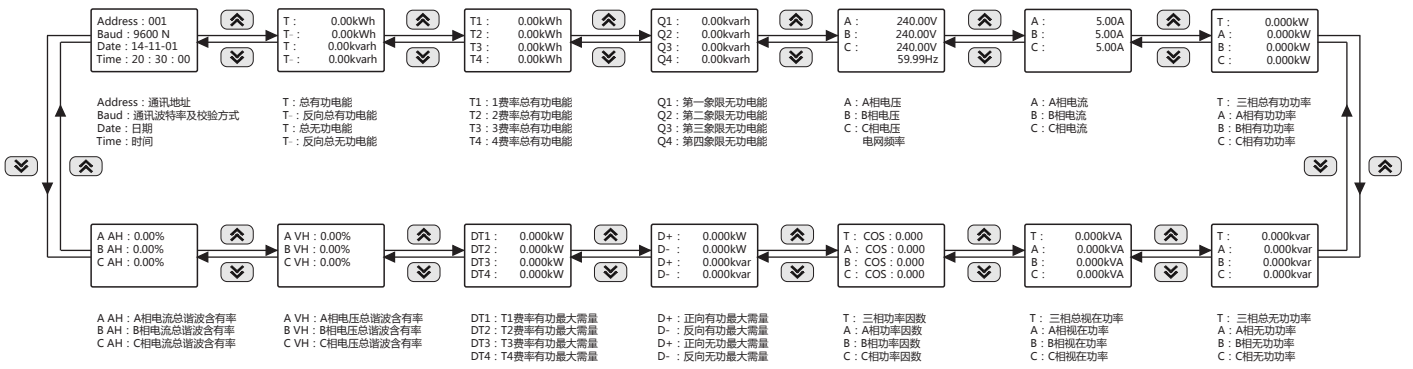 Address : 001
Baud : 9600 N
Date : 14-11-01
Time : 20 : 30 : 00
T : 0.00kWh
T- : 0.00kWh
T : 0.00kvarh
T- : 0.00kvarh
T1 : 0.00kWh
T2 : 0.00kWh
T3 : 0.00kWh
T4 : 0.00kWh
Q1 : 0.00kvarh
Q2 : 0.00kvarh
Q3 : 0.00kvarh
Q4 : 0.00kvarh
A : 240.00V
B : 240.00V
C : 240.00V
59.99Hz
A : 5.00A
B : 5.00A
C : 5.00A
T : 0.000kW
A : 0.000kW
B : 0.000kW
C : 0.000kW
Address : 通讯地址
Baud : 通讯波特率及校验方式
Date : 日期
Time : 时间
T : 总有功电能
T- : 反向总有功电能
T : 总无功电能
T- : 反向总无功电能
T1 : 1费率总有功电能
T2 : 2费率总有功电能
T3 : 3费率总有功电能
T4 : 4费率总有功电能
Q1 : 第一象限无功电能
Q2 : 第二象限无功电能
Q3 : 第三象限无功电能
Q4 : 第四象限无功电能
A : A相电压
B : B相电压
C : C相电压
电网频率
A : A相电流
B : B相电流
C : C相电流
T : 三相总有功功率
A : A相有功功率
B : B相有功功率
C : C相有功功率
A AH : 0.00%
B AH : 0.00%
C AH : 0.00%
A VH : 0.00%
B VH : 0.00%
C VH : 0.00%
DT1 : 0.000kW
DT2 : 0.000kW
DT3 : 0.000kW
DT4 : 0.000kW
D+ : 0.000kW
D- : 0.000kW
D+ : 0.000kvar
D- : 0.000kvar
T : COS : 0.000
A : COS : 0.000
B : COS : 0.000
C : COS : 0.000
T : 0.000kVA
A : 0.000kVA
B : 0.000kVA
C : 0.000kVA
T : 0.000kvar
A : 0.000kvar
B : 0.000kvar
C : 0.000kvar
A AH : A相电流总谐波含有率
B AH : B相电流总谐波含有率
C AH : C相电流总谐波含有率
A VH : A相电压总谐波含有率
B VH : B相电压总谐波含有率
C VH : C相电压总谐波含有率
DT1 : T1费率有功最大需量
DT2 : T2费率有功最大需量
DT3 : T3费率有功最大需量
DT4 : T4费率有功最大需量
D+ : 正向有功最大需量
D- : 反向有功最大需量
D+ : 正向无功最大需量
D- : 反向无功最大需量
T : 三相功率因数
A : A相功率因数
B : B相功率因数
C : C相功率因数
T : 三相总视在功率
A : A相视在功率
B : B相视在功率
C : C相视在功率
T : 三相总无功功率
A : A相无功功率
B : B相无功功率
C : C相无功功率